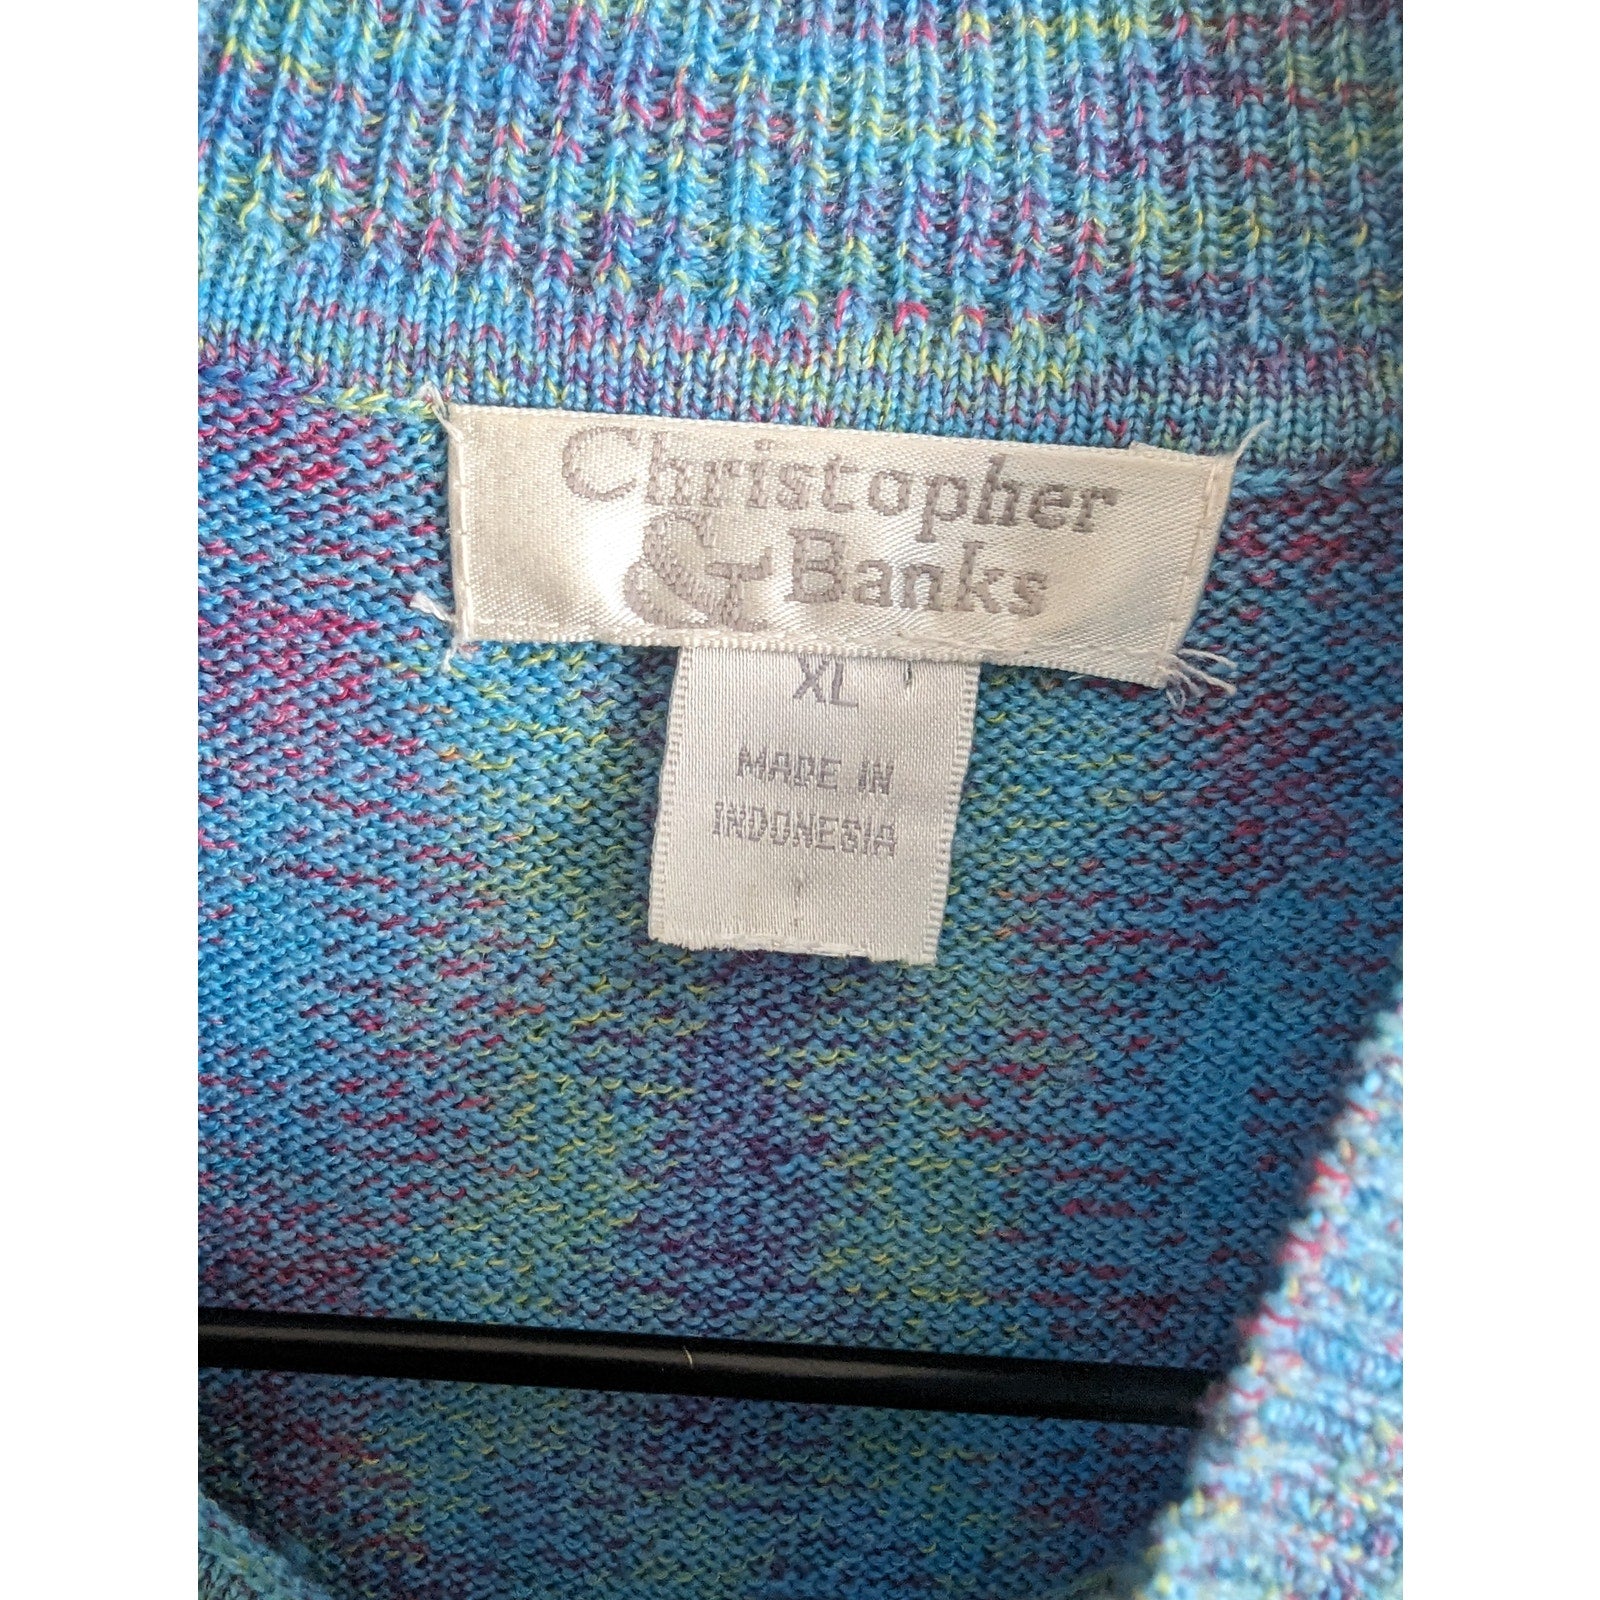 Christopher
& Banks
XL
MADE IN
INDONESIA